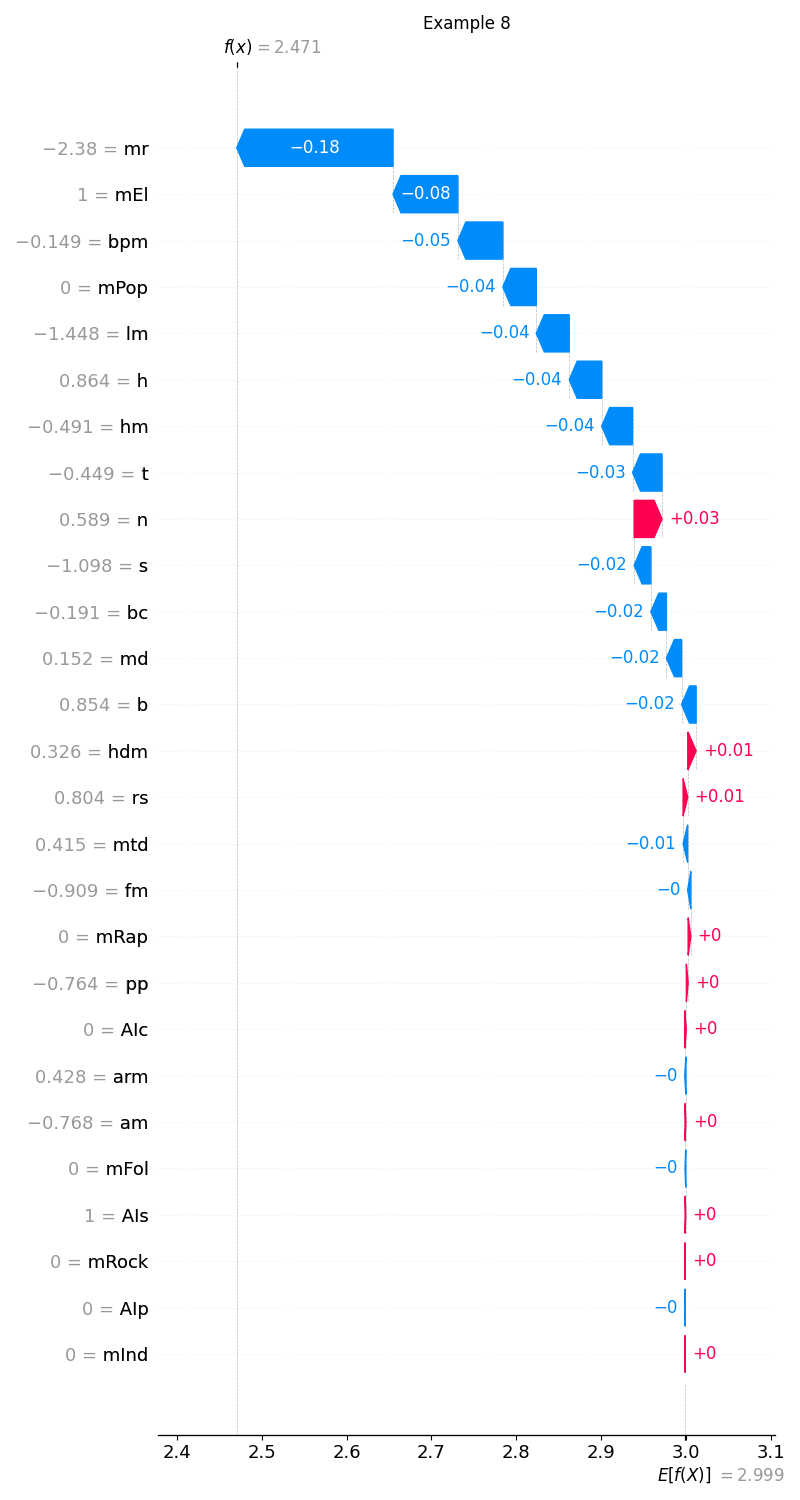 Example 8
f(x) = 2.471
−2.38 = mr −0.18
1 = mEl −0.08
−0.149 = bpm −0.05
0 = mPop −0.04
−1.448 = lm −0.04
0.864 = h −0.04
−0.491 = hm −0.04
−0.449 = t −0.03
0.589 = n +0.03
−1.098 = s −0.02
−0.191 = bc −0.02
0.152 = md −0.02
0.854 = b −0.02
0.326 = hdm +0.01
0.804 = rs +0.01
0.415 = mtd −0.01
−0.909 = fm −0
0 = mRap +0
−0.764 = pp +0
0 = AIc +0
0.428 = arm −0
−0.768 = am +0
0 = mFol −0
1 = AIs +0
0 = mRock +0
0 = AIp −0
0 = mInd +0
2.4 2.5 2.6 2.7 2.8 2.9 3.0 3.1
E[f(X)] = 2.999